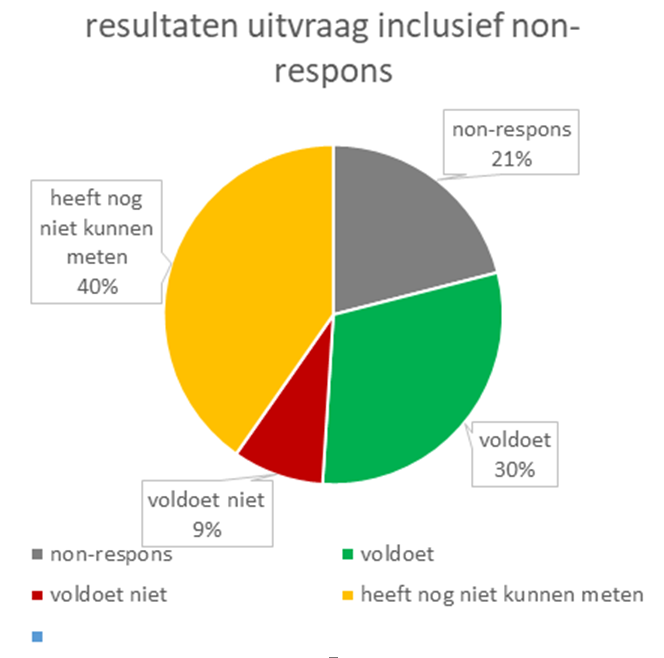 resultaten uitvraag inclusief non-
respons
non-respons
21%
heeft nog
niet kunnen
meten
40%
voldoet
30%
voldoet niet
9%
non-respons
voldoet
voldoet niet
heeft nog niet kunnen meten